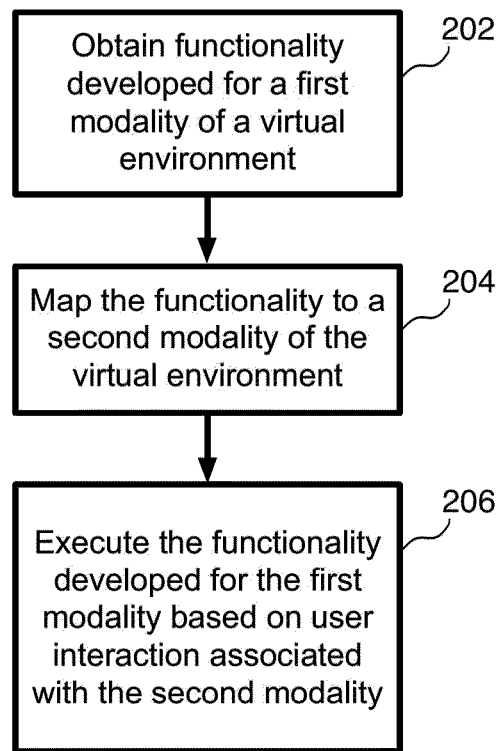 202
Obtain functionality
developed for a first
modality of a virtual
environment
204
Map the functionality to a
second modality of the
virtual environment
206
Execute the functionality
developed for the first
modality based on user
interaction associated
with the second modality